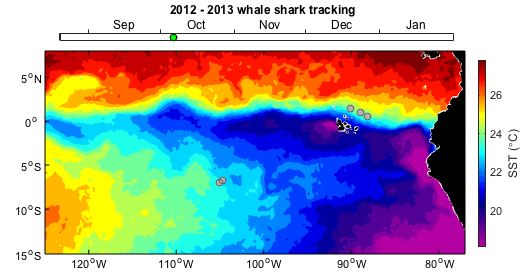 2012 - 2013 whale shark tracking
Sep Oct Nov Dec Jan
5°N
0°
5°S
10°S
15°S
120°W 110°W 100°W 90°W 80°W
26
24
22
20
SST (°C)